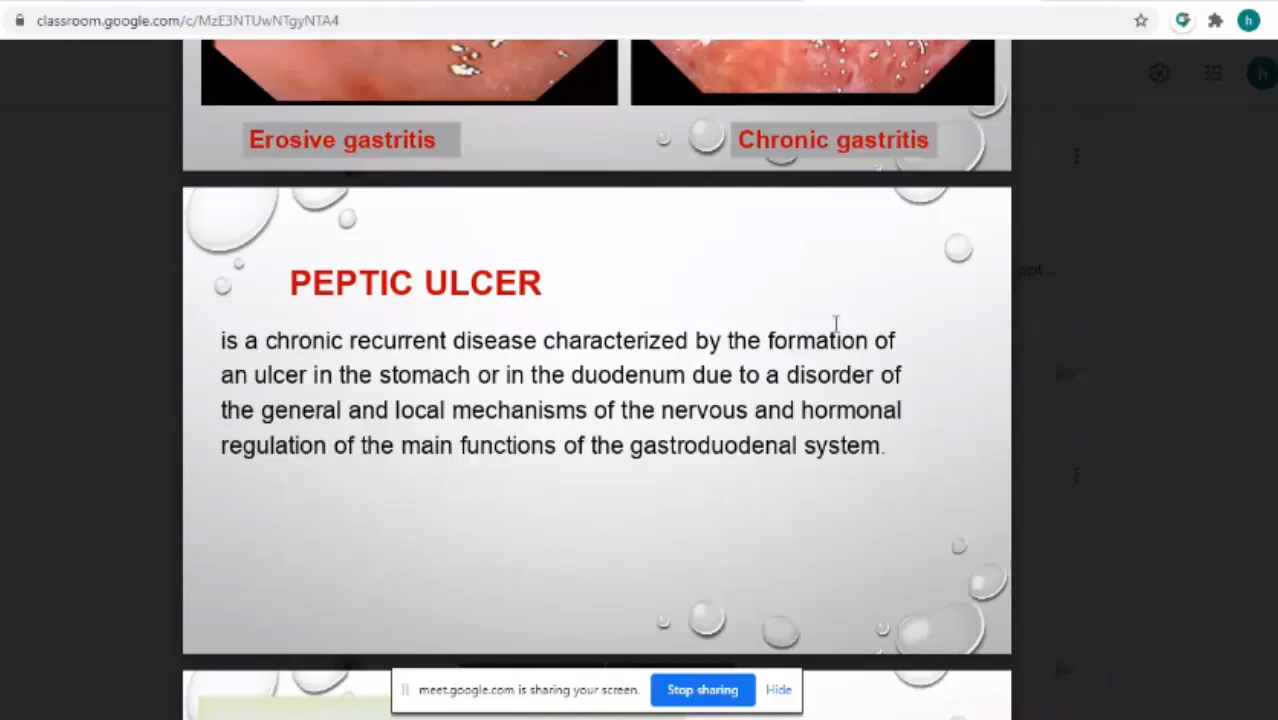 classroom.google.com/c/MzE3NTUwNTgyNTA4
h
h
Erosive gastritis
Chronic gastritis
PEPTIC ULCER
is a chronic recurrent disease characterized by the formation of
an ulcer in the stomach or in the duodenum due to a disorder of
the general and local mechanisms of the nervous and hormonal
regulation of the main functions of the gastroduodenal system.
meet.google.com is sharing your screen.
Stop sharing
Hide